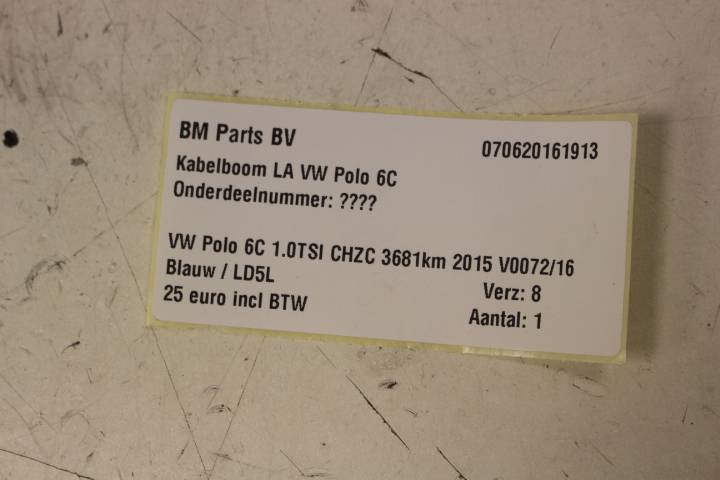 BM Parts BV 070620161913
Kabelboom LA VW Polo 6C
Onderdeelnummer: ????
VW Polo 6C 1.0TSI CHZC 3681km 2015 V0072/16
Blauw / LD5L Verz: 8
25 euro incl BTW Aantal: 1